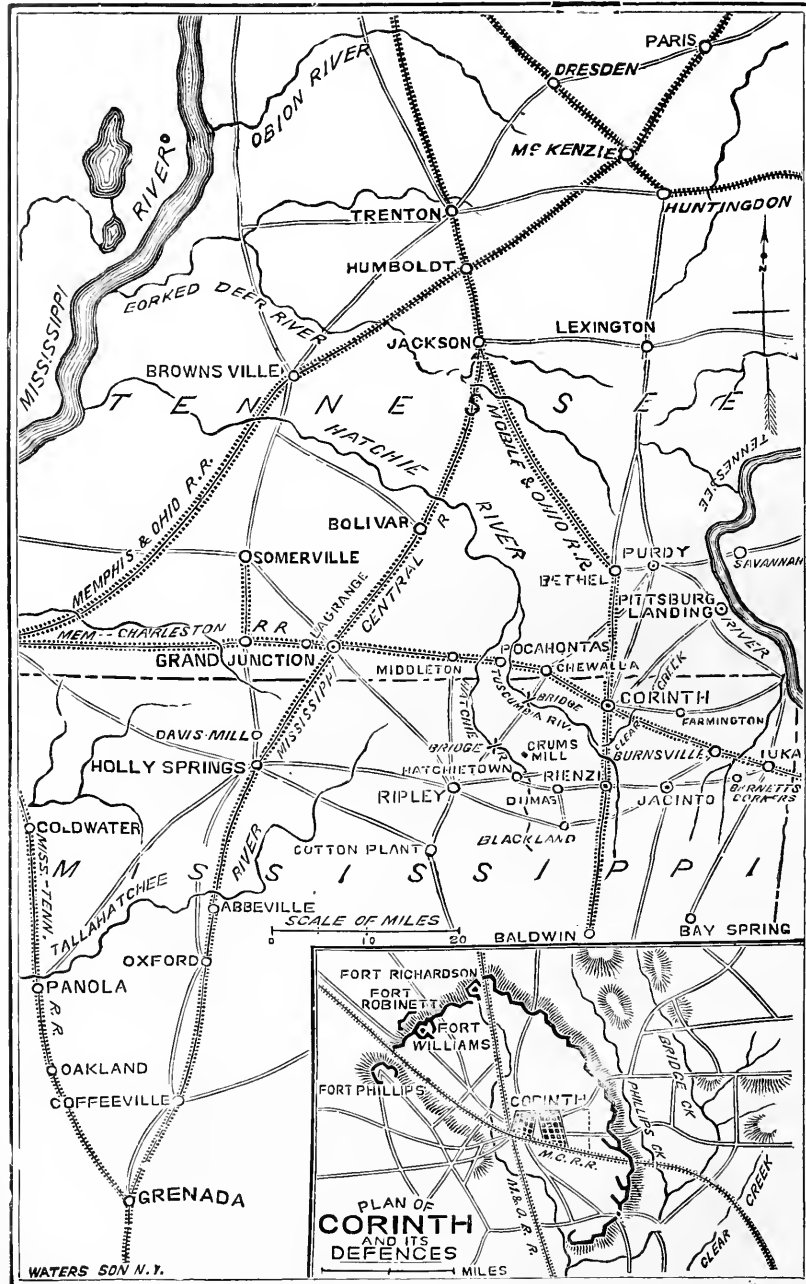 PARIS
DRESDEN
OBION RIVER
McKENZIE
MISSISSIPPI RIVER
HUNTINGDON
TRENTON
N
HUMBOLDT
FORKED DEER RIVER
LEXINGTON
JACKSON
BROWNSVILLE
TENNESSEE
HATCHIE RIVER
MOBILE & OHIO R.R.
TENNESSEE RIVER
MEMPHIS & OHIO R.R.
BOLIVAR
SOMERVILLE
PURDY
SAVANNAH
BETHEL
LAGRANGE
MISSISSIPPI CENTRAL R R
PITTSBURG
LANDING
MEM-- CHARLESTON R R
GRAND JUNCTION
POCAHONTAS
MIDDLETON
CHEWALLA
HATCHIE
TUSCUMBIA RIV.
BRIDGE
CORINTH
CLEAR CREEK
FARMINGTON
DAVIS-MILL
BRIDGE
CRUMS
MILL
BURNSVILLE
IUKA
HOLLY SPRINGS
HATCHIETOWN
RIENZI
RIPLEY
DUMAS
JACINTO
BURNETTS
CORNERS
COLDWATER
BLACKLAND
COTTON PLANT
MISSISSIPPI
MISS-TENN. R.R.
TALLAHATCHEE RIVER
ABBEVILLE
SCALE OF MILES
0 10 20
BALDWIN
BAY SPRING
OXFORD
PANOLA
OAKLAND
COFFEEVILLE
GRENADA
FORT RICHARDSON
FORT
ROBINETT
FORT
WILLIAMS
FORT PHILLIPS
CORINTH
BRIDGE CK
PHILLIPS CK
M.C.R.R.
M.& O.R.R.
CLEAR CREEK
PLAN OF
CORINTH
AND ITS
DEFENCES
MILES
WATERS SON N.Y.